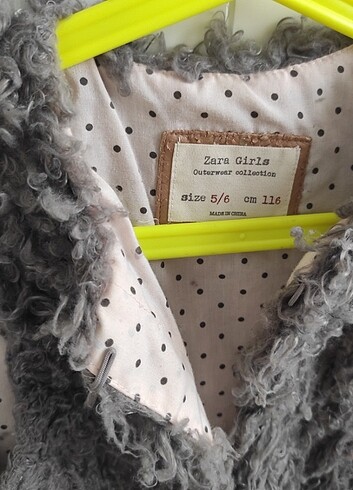 Zara Girls
Outerwear collection
size 5/6 cm 116
MADE IN CHINA